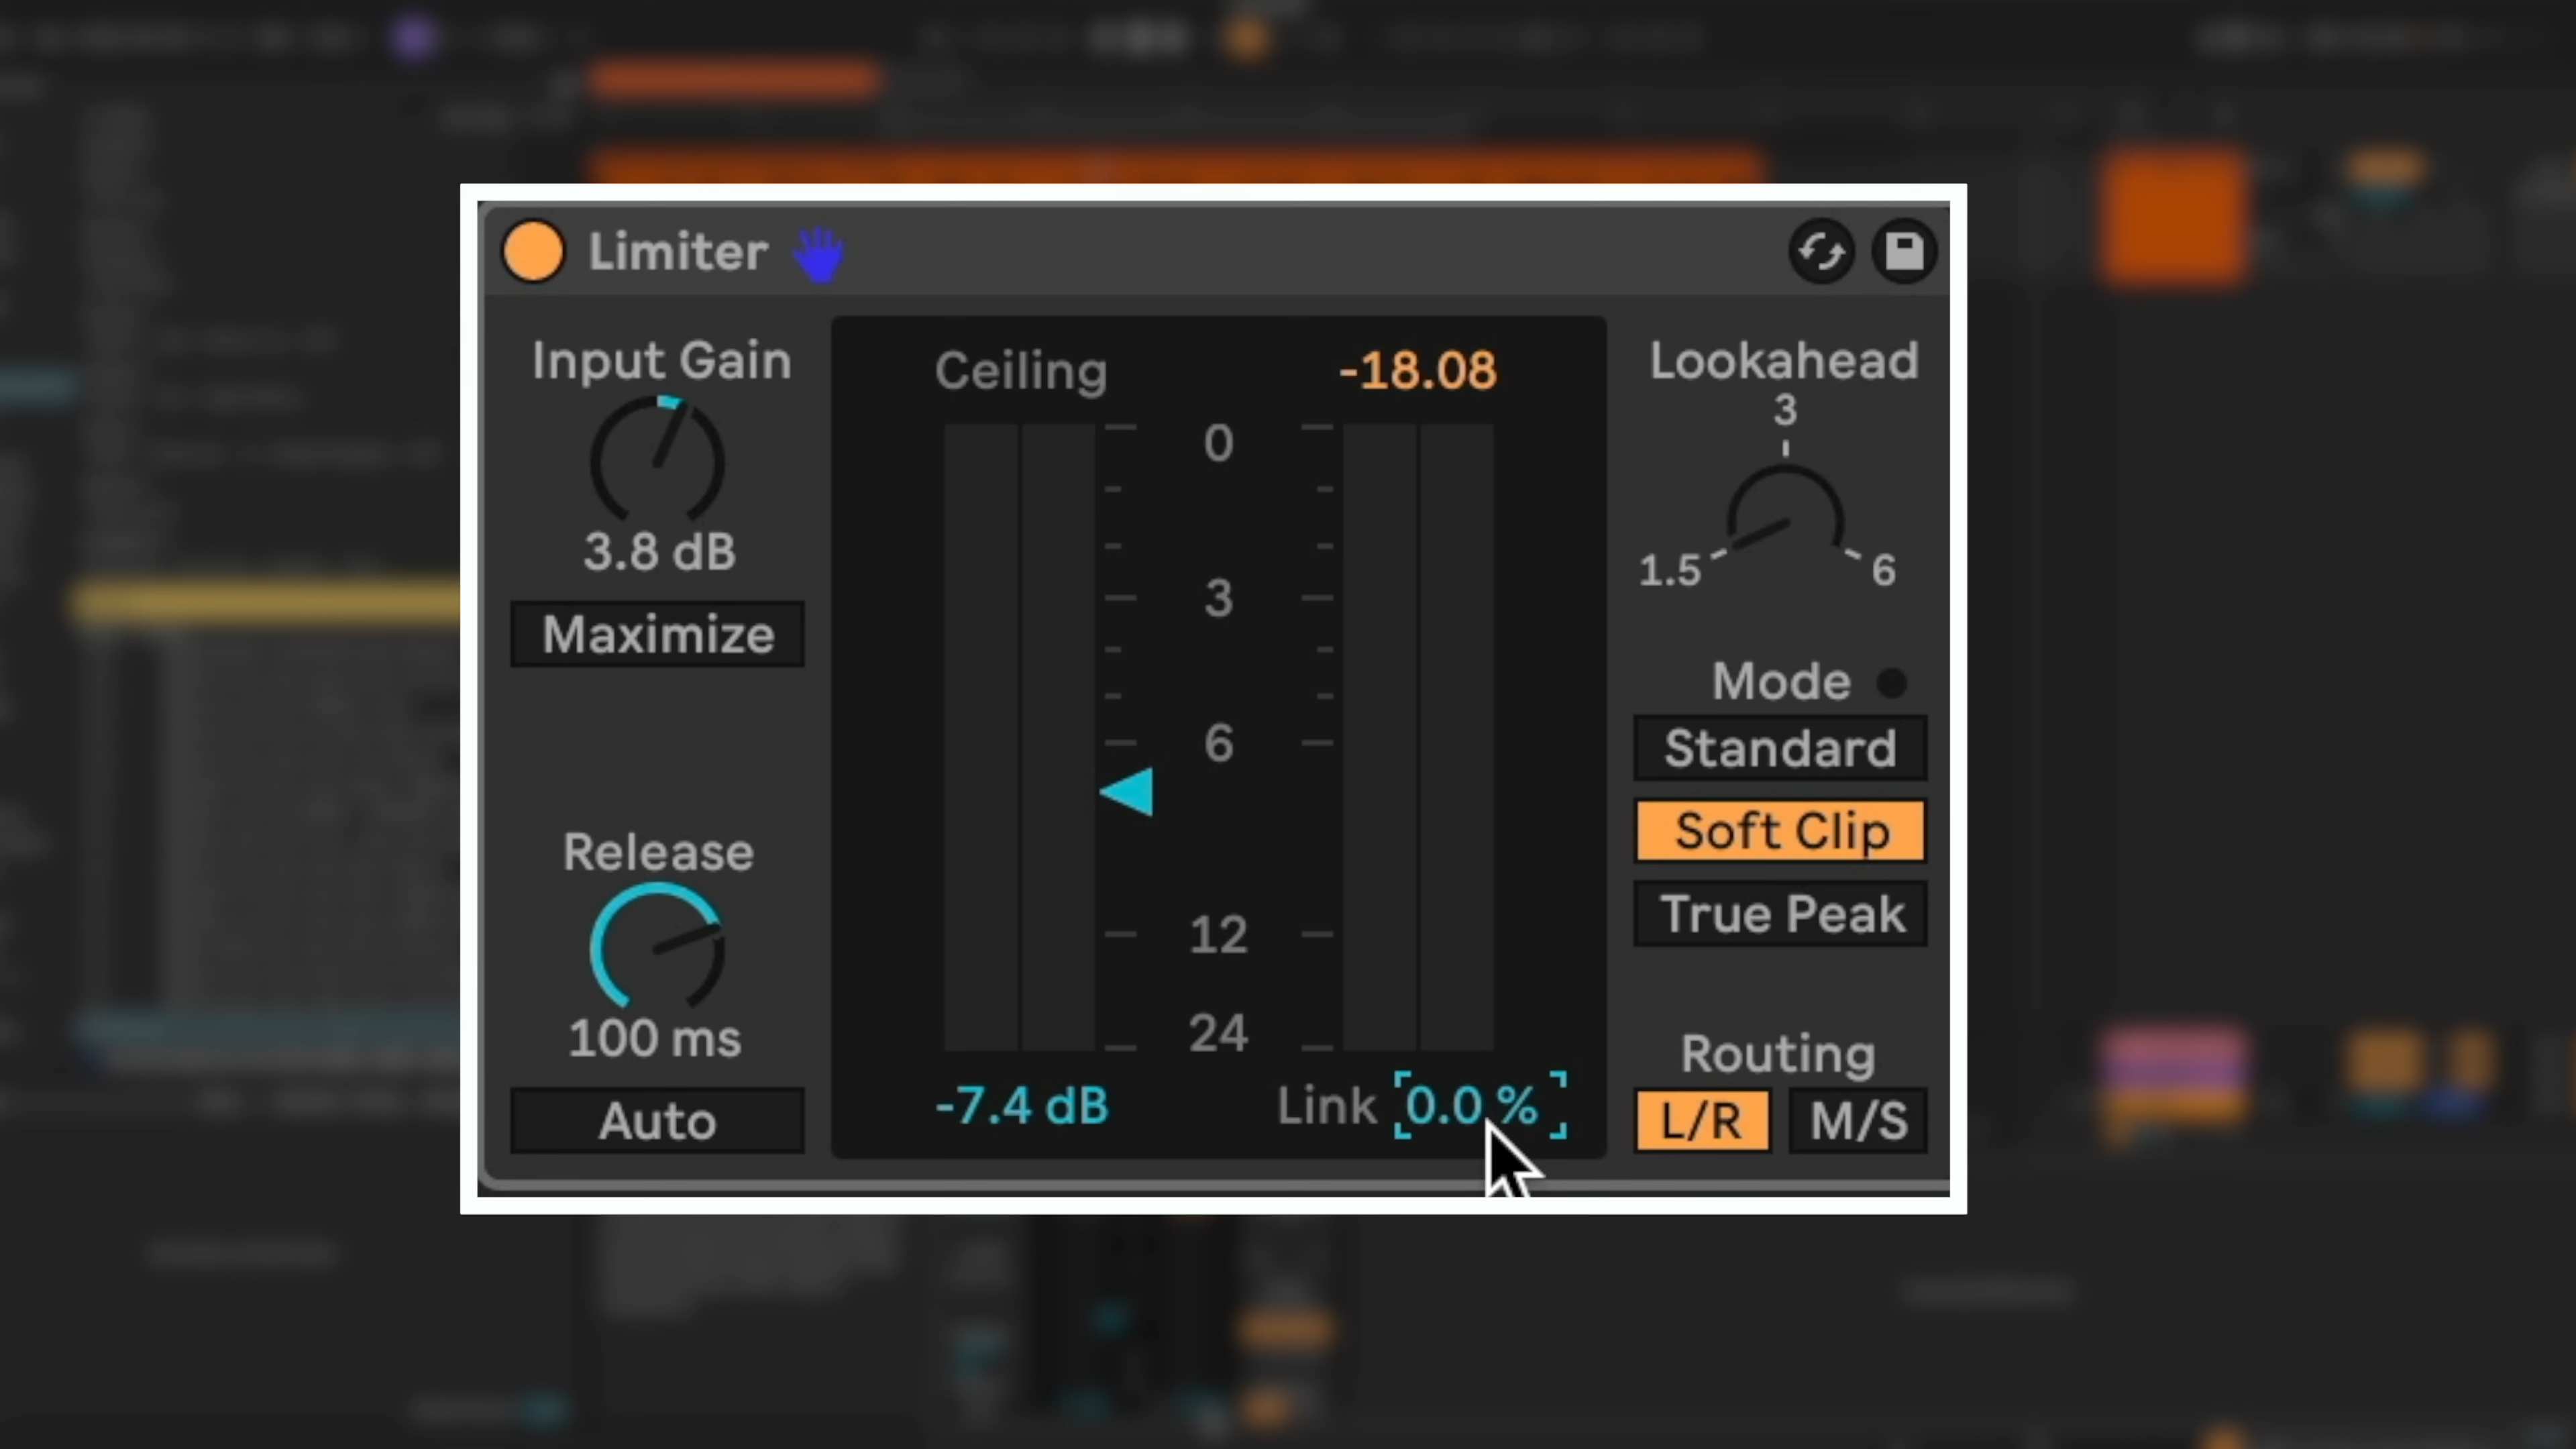 Limiter
Input Gain
3.8 dB
Maximize
Release
100 ms
Auto
Ceiling -18.08
0
3
6
12
24
-7.4 dB Link 0.0 %
Lookahead
3
1.5 6
Mode
Standard
Soft Clip
True Peak
Routing
L/R M/S